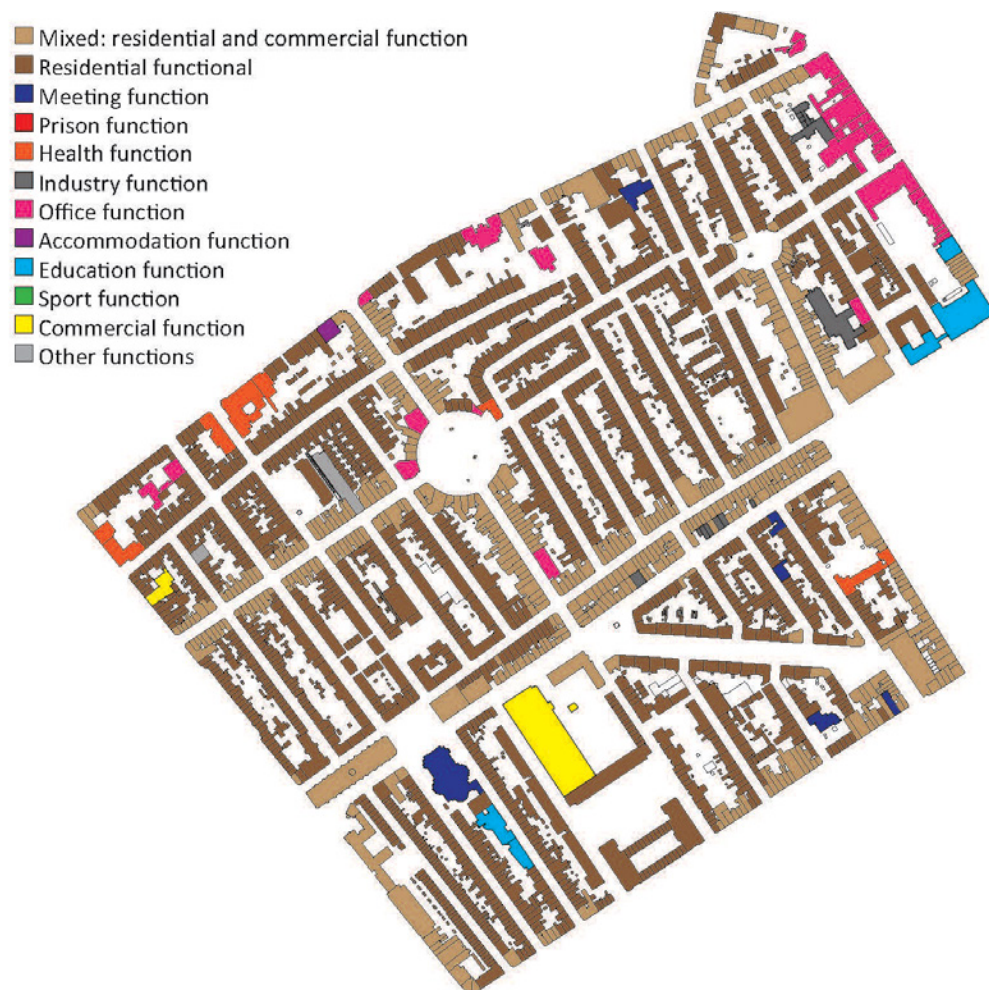 Mixed: residential and commercial function
Residential functional
Meeting function
Prison function
Health function
Industry function
Office function
Accommodation function
Education function
Sport function
Commercial function
Other functions